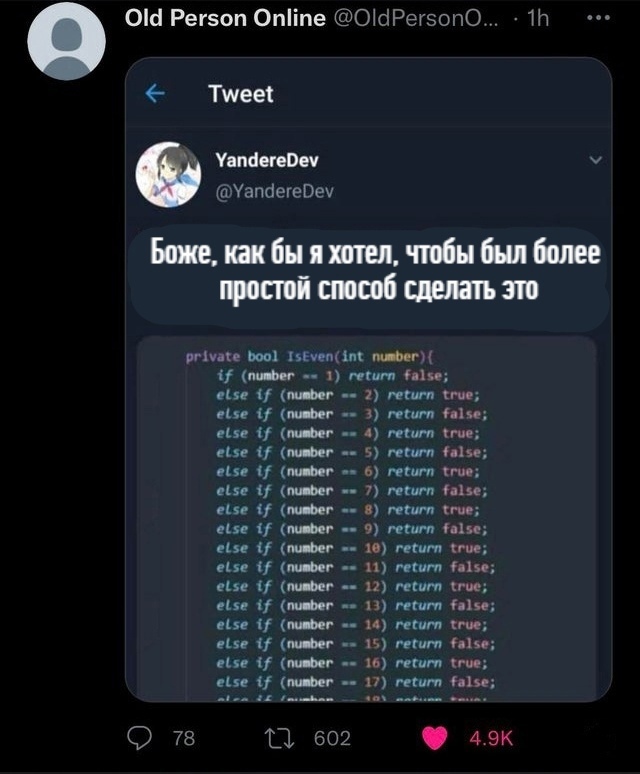 Old Person Online @OldPersonO... · 1h
Tweet
YandereDev
@YandereDev
Боже, как бы я хотел, чтобы был более
простой способ сделать это
private bool IsEven(int number){
if (number == 1) return false;
else if (number == 2) return true;
else if (number == 3) return false;
else if (number == 4) return true;
else if (number == 5) return false;
else if (number == 6) return true;
else if (number == 7) return false;
else if (number == 8) return true;
else if (number == 9) return false;
else if (number == 10) return true;
else if (number == 11) return false;
else if (number == 12) return true;
else if (number == 13) return false;
else if (number == 14) return true;
else if (number == 15) return false;
else if (number == 16) return true;
else if (number == 17) return false;
78 602 4.9K